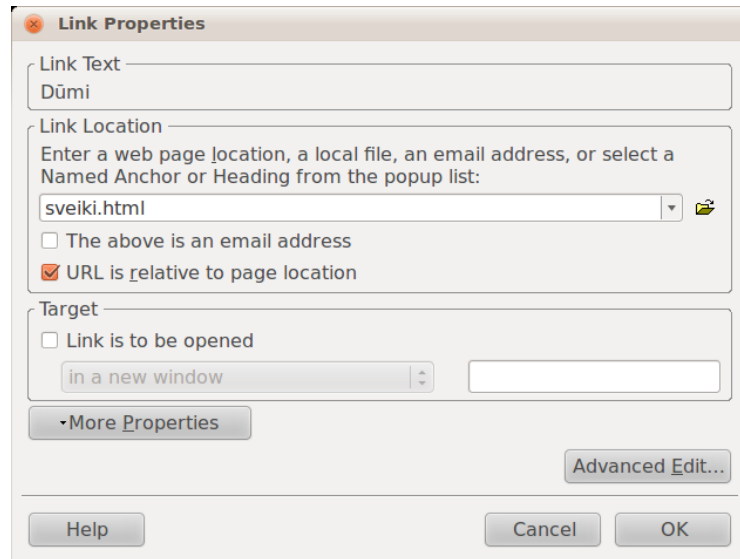 Link Properties
Link Text
Dūmi
Link Location
Enter a web page location, a local file, an email address, or select a
Named Anchor or Heading from the popup list:
sveiki.html
The above is an email address
URL is relative to page location
Target
Link is to be opened
in a new window
More Properties
Advanced Edit...
Help
Cancel
OK